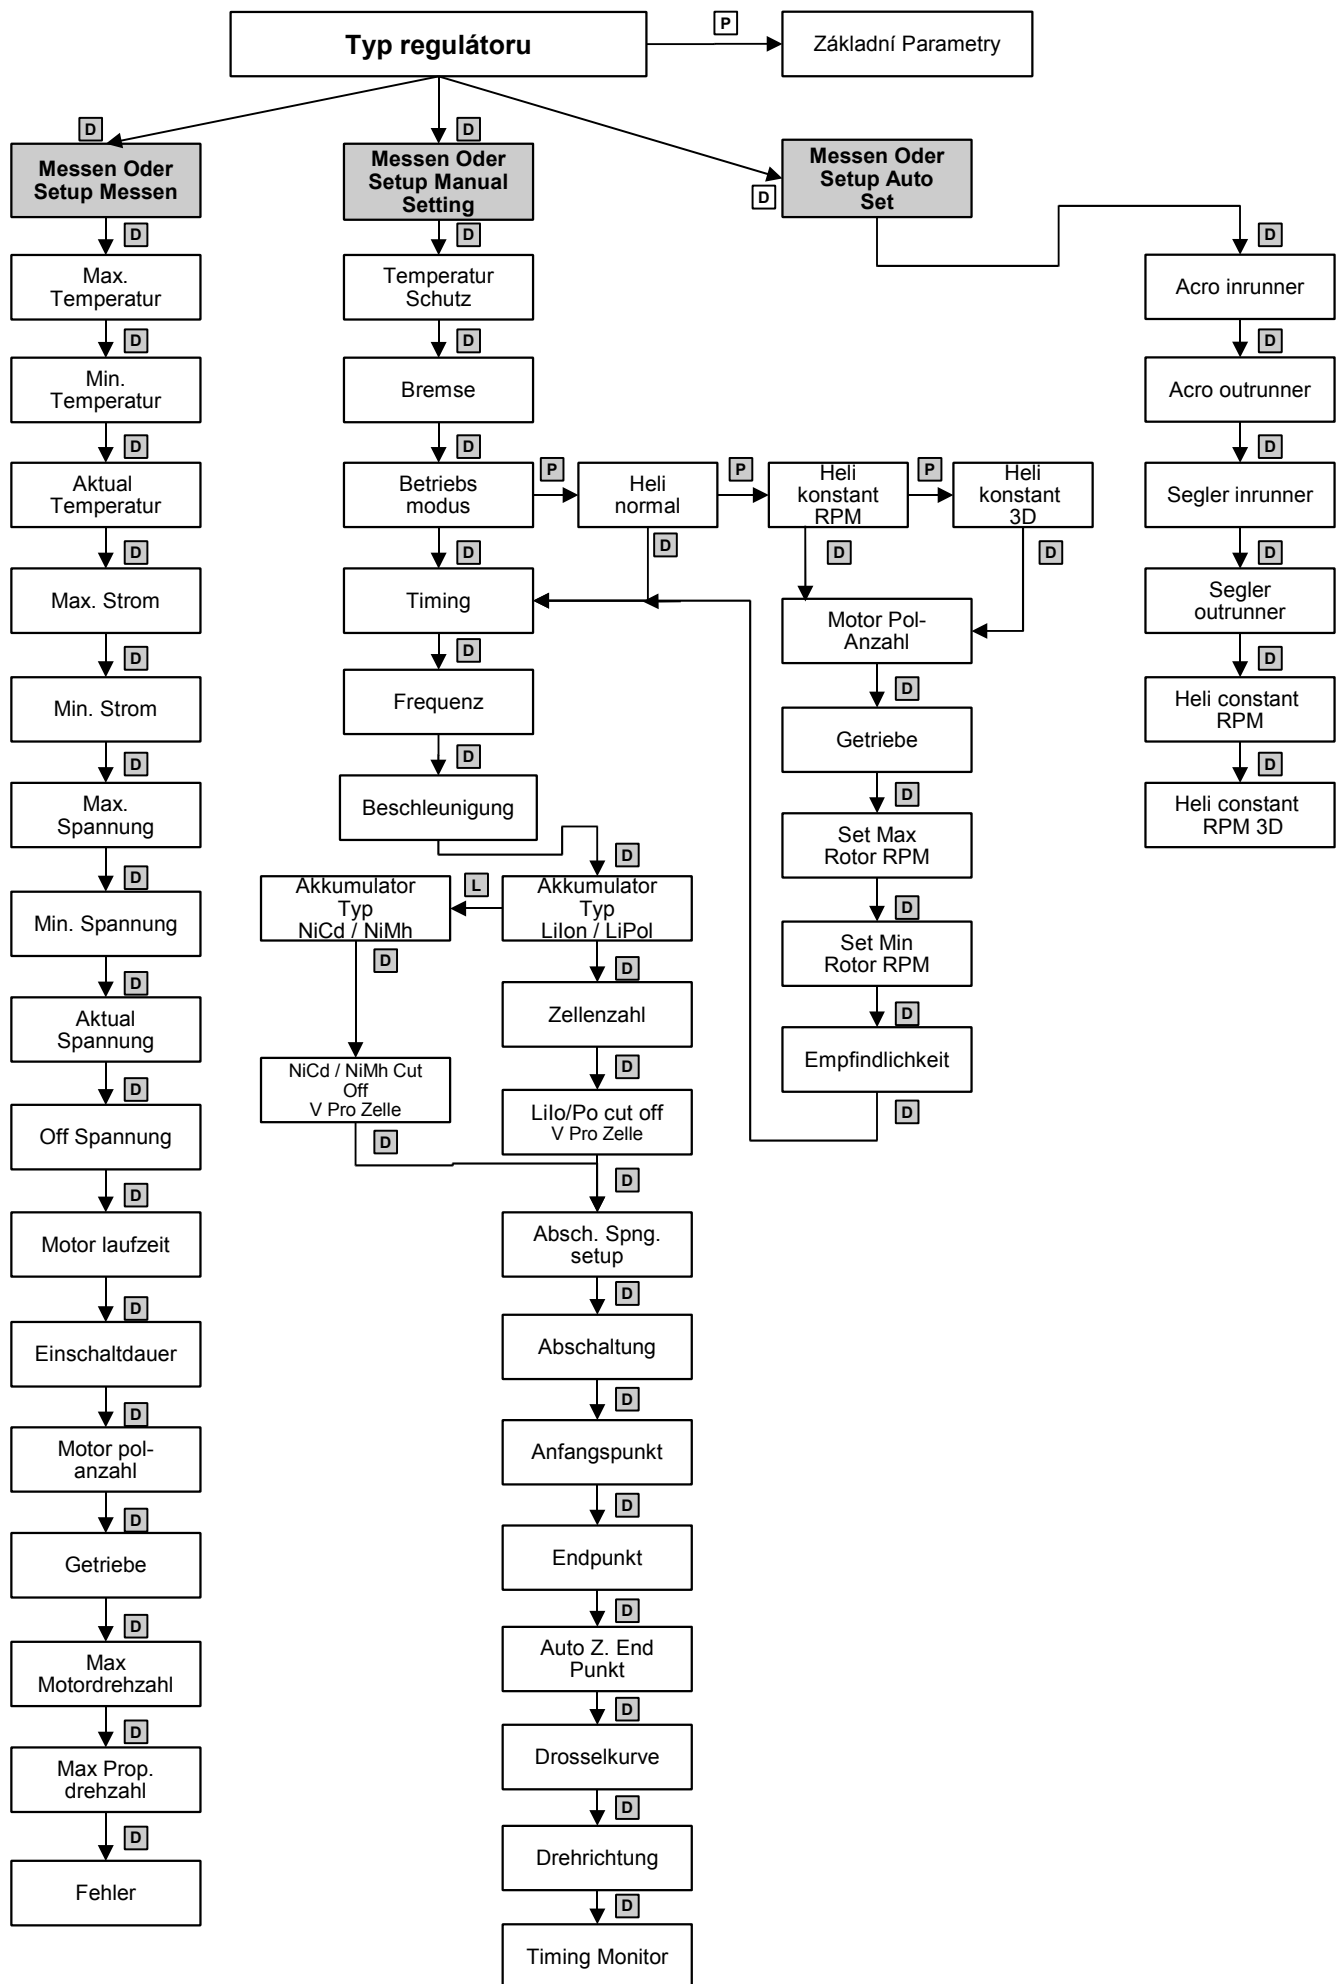 Typ regulátoru
P
Základní Parametry
D
Messen Oder
Setup Messen
D
Max.
Temperatur
D
Min.
Temperatur
D
Aktual
Temperatur
D
Max. Strom
D
Min. Strom
D
Max.
Spannung
D
Min. Spannung
D
Aktual
Spannung
D
Off Spannung
D
Motor laufzeit
D
Einschaltdauer
D
Motor pol-
anzahl
D
Getriebe
D
Max
Motordrehzahl
D
Max Prop.
drehzahl
D
Fehler
D
Messen Oder
Setup Manual
Setting
D
Temperatur
Schutz
D
Bremse
D
Betriebs
modus
P
Heli
normal
P
Heli
konstant
RPM
P
Heli
konstant
3D
D
D
D
D
Timing
D
Frequenz
D
Beschleunigung
D
Akkumulator
Typ
LiIon / LiPol
L
Akkumulator
Typ
NiCd / NiMh
D
NiCd / NiMh Cut
Off
V Pro Zelle
D
D
Zellenzahl
D
LiIo/Po cut off
V Pro Zelle
D
Absch. Spng.
setup
D
Abschaltung
D
Anfangspunkt
D
Endpunkt
D
Auto Z. End
Punkt
D
Drosselkurve
D
Drehrichtung
D
Timing Monitor
Motor Pol-
Anzahl
D
Getriebe
D
Set Max
Rotor RPM
D
Set Min
Rotor RPM
D
Empfindlichkeit
D
D
Messen Oder
Setup Auto
Set
D
Acro inrunner
D
Acro outrunner
D
Segler inrunner
D
Segler
outrunner
D
Heli constant
RPM
D
Heli constant
RPM 3D